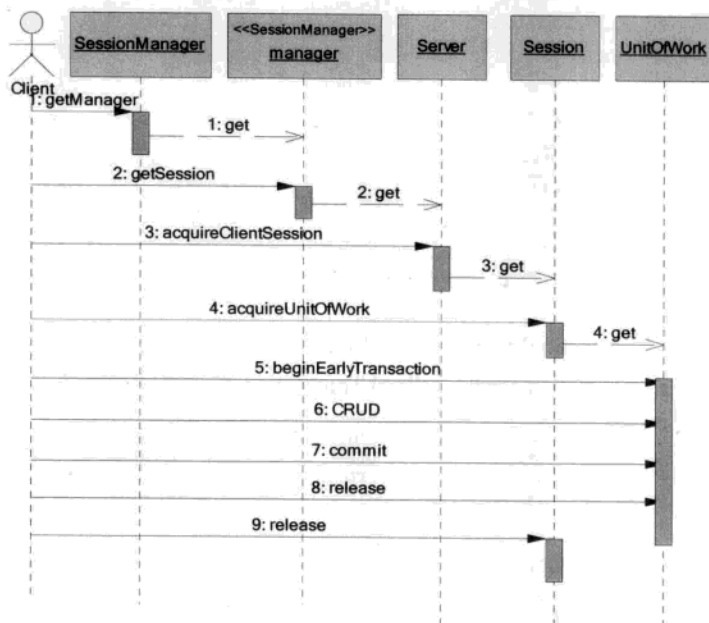 <<SessionManager>>
SessionManager
manager
Server
Session
UnitOfWork
Client
1: getManager
1: get
2: getSession
2: get
3: acquireClientSession
3: get
4: acquireUnitOfWork
4: get
5: beginEarlyTransaction
6: CRUD
7: commit
8: release
9: release